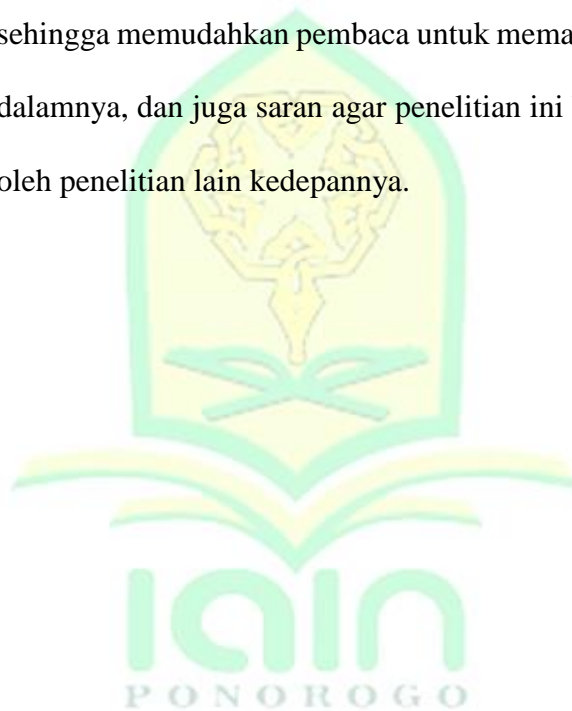 sehingga memudahkan pembaca untuk mema
dalamnya, dan juga saran agar penelitian ini
oleh penelitian lain kedepannya.
iain
PONOROGO